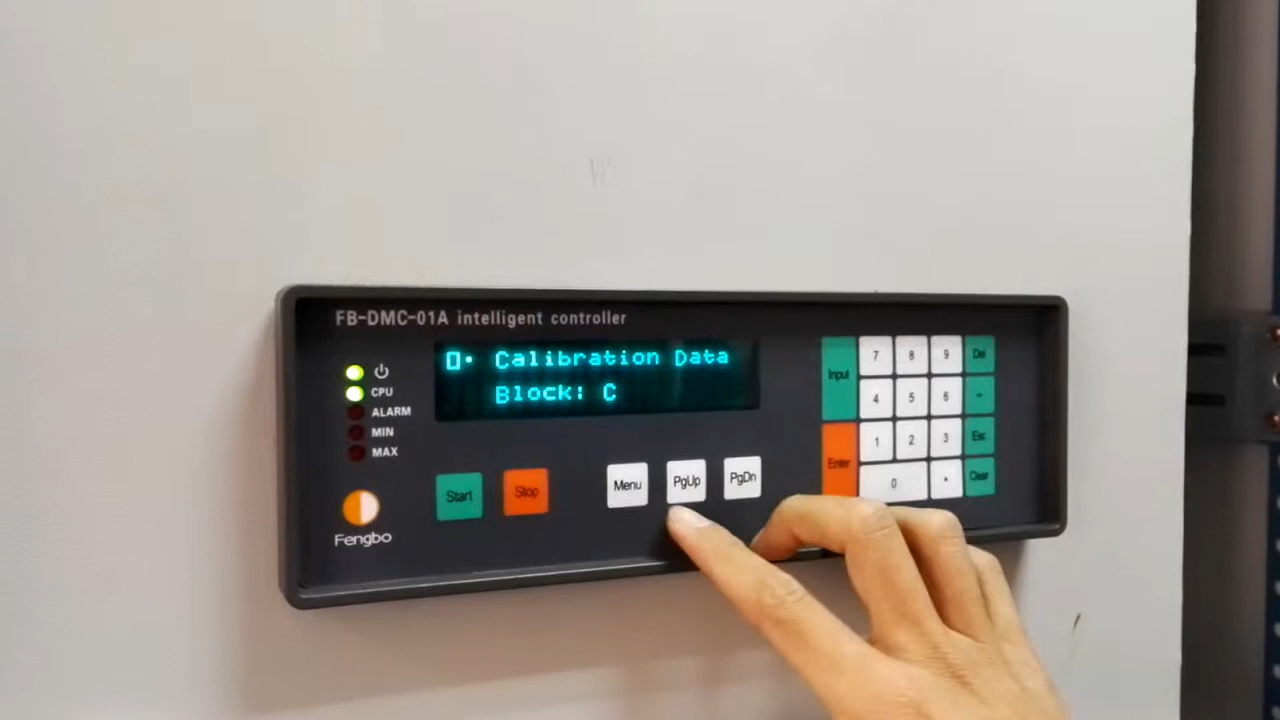 FB-DMC-01A intelligent controller
CPU
ALARM
MIN
MAX
Calibration Data
Block: C
Start
Stop
Menu
PgUp
PgDn
Fengbo
Input
7 8 9 Del
4 5 6 -
Enter
1 2 3 Esc
0 . Clear